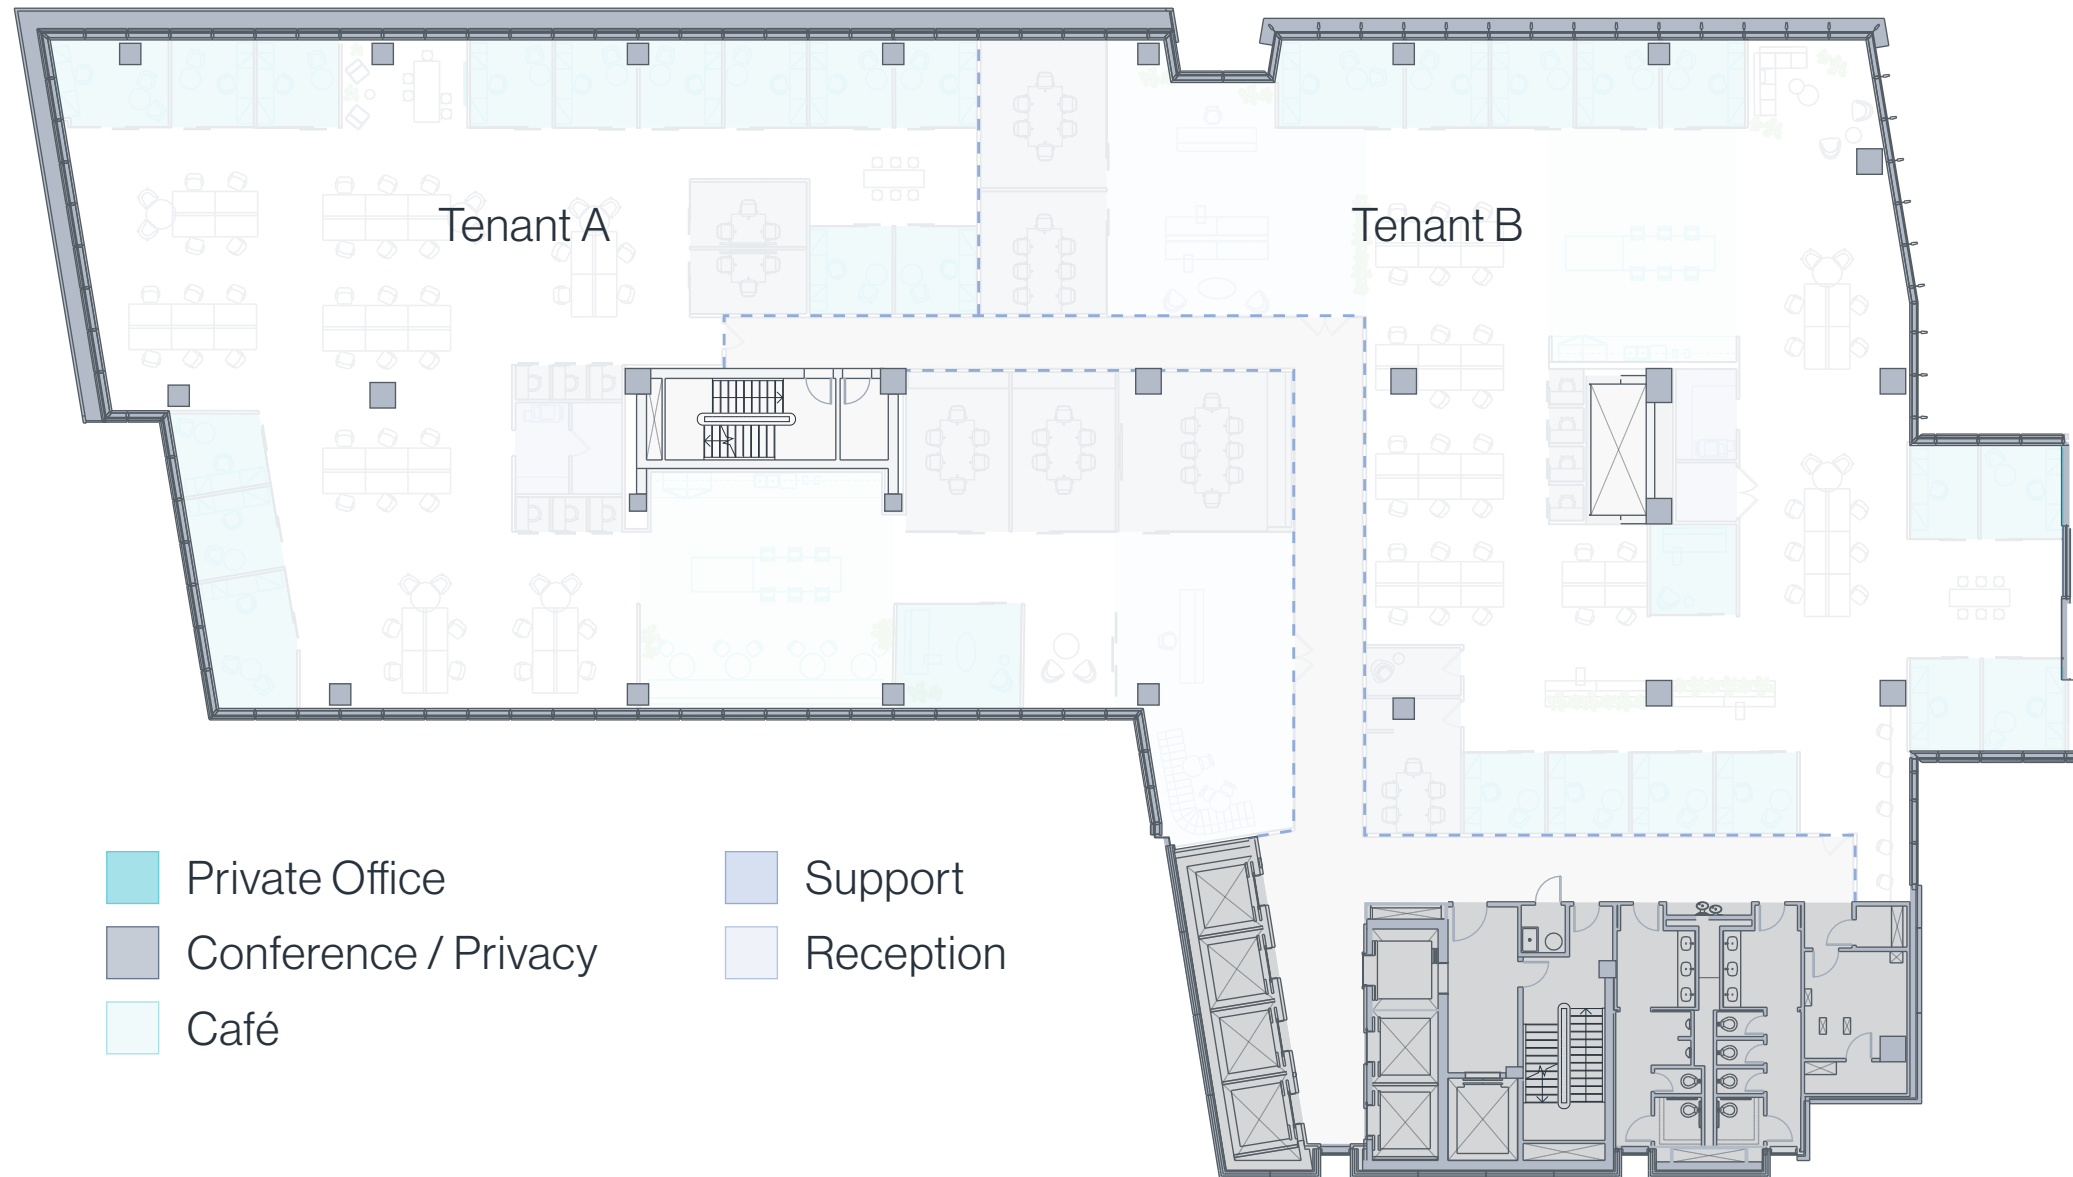 Tenant A
Tenant B
Private Office
Conference / Privacy
Café
Support
Reception